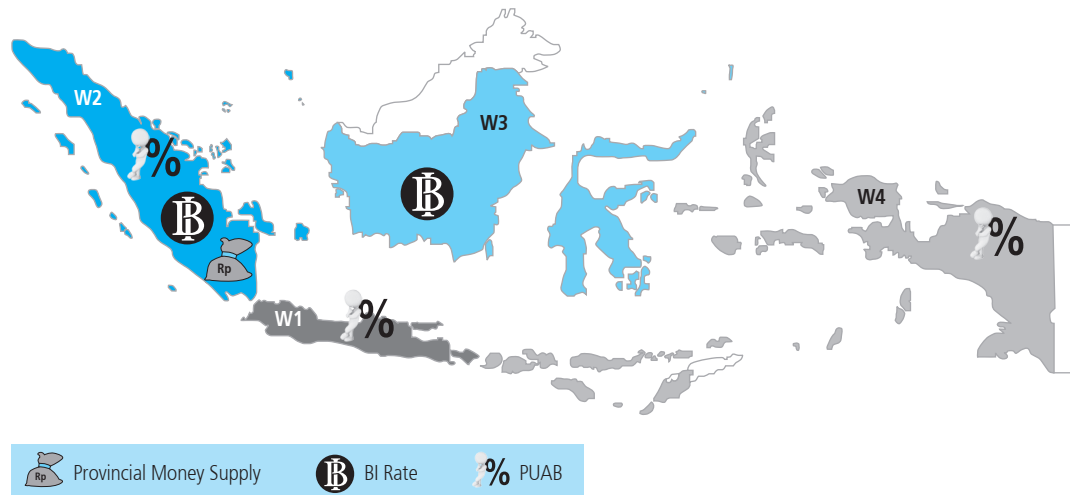 W2
W3
W4
%
%
Rp
W1
%
Rp Provincial Money Supply
BI Rate
% PUAB